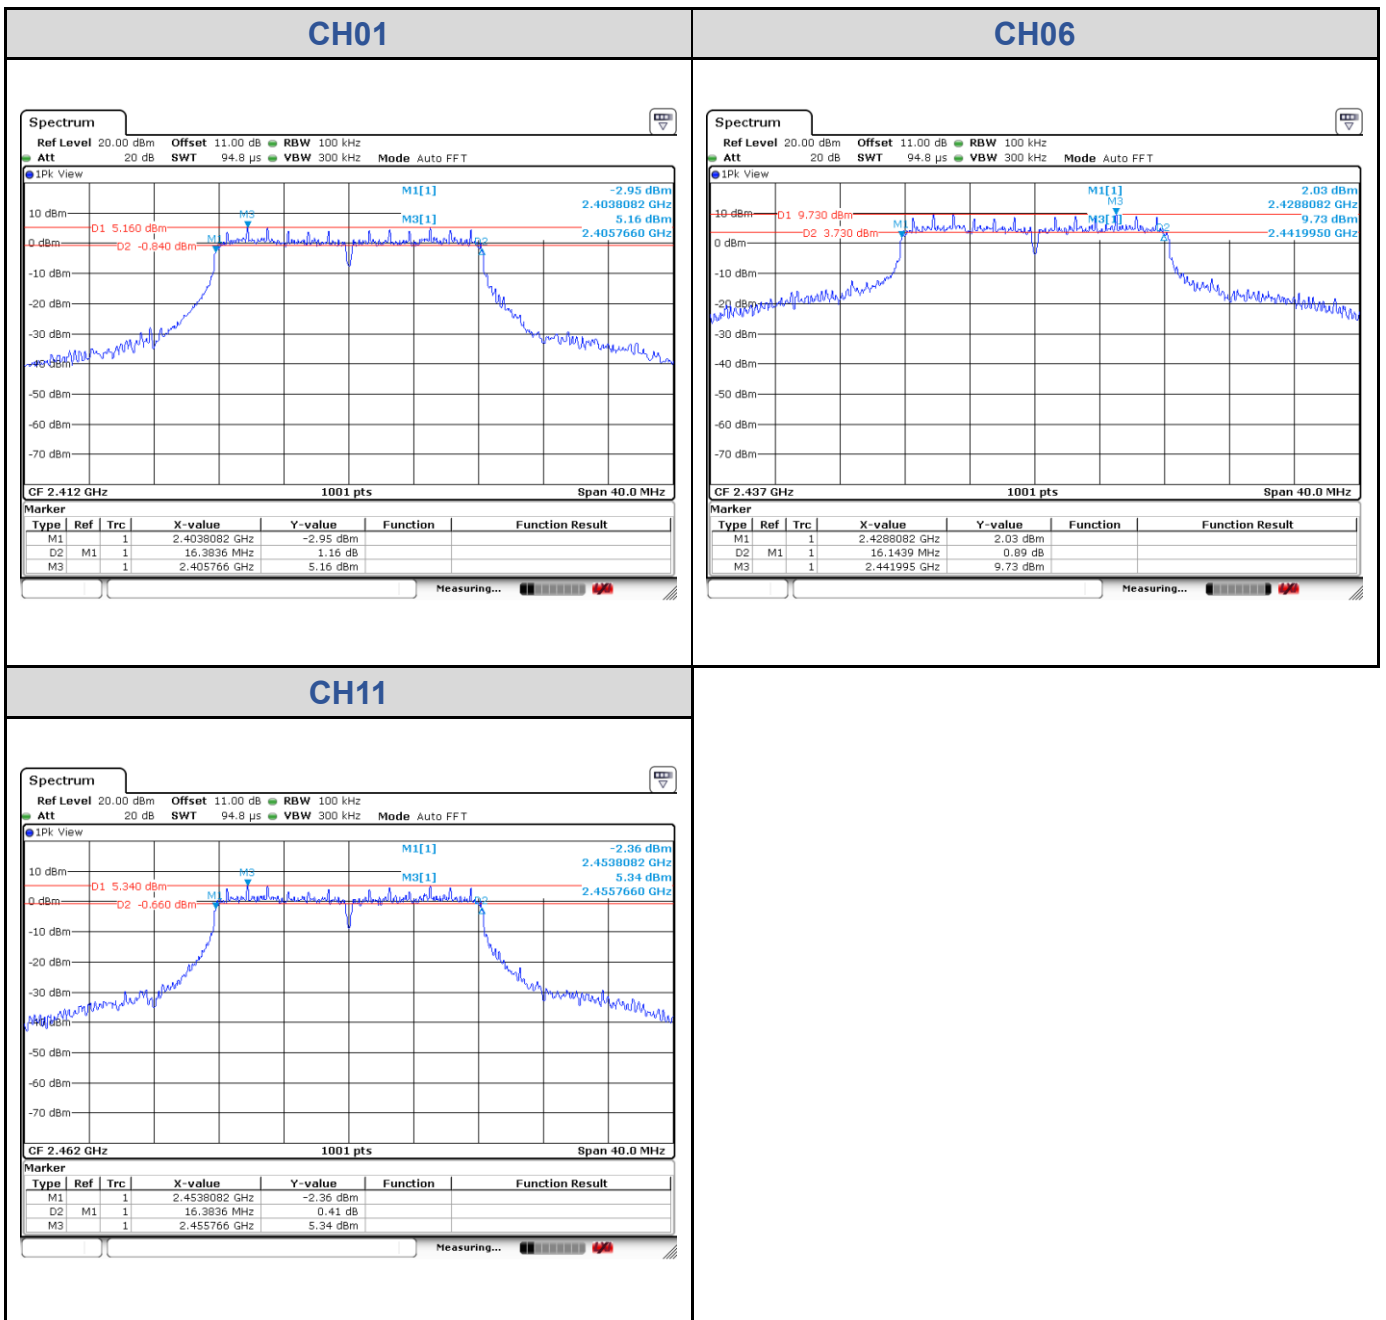 CH01
CH06
Spectrum
Ref Level 20.00 dBm Offset 11.00 dB RBW 100 kHz
Att 20 dB SWT 94.8 µs VBW 300 kHz Mode Auto FFT
1Pk View
M1[1] -2.95 dBm
2.4038082 GHz
M3[1] 5.16 dBm
2.4057660 GHz
10 dBm
D1 5.160 dBm
M3
M1
D2
0 dBm
D2 -0.840 dBm
-10 dBm
-20 dBm
-30 dBm
-40 dBm
-50 dBm
-60 dBm
-70 dBm
CF 2.412 GHz 1001 pts Span 40.0 MHz
Marker
Type Ref Trc X-value Y-value Function Function Result
M1 1 2.4038082 GHz -2.95 dBm
D2 M1 1 16.3836 MHz 1.16 dB
M3 1 2.405766 GHz 5.16 dBm
Measuring...
Spectrum
Ref Level 20.00 dBm Offset 11.00 dB RBW 100 kHz
Att 20 dB SWT 94.8 µs VBW 300 kHz Mode Auto FFT
1Pk View
M1[1] 2.03 dBm
2.4288082 GHz
M3
M3[1] 9.73 dBm
2.4419950 GHz
10 dBm
D1 9.730 dBm
M1
D2
D2 3.730 dBm
0 dBm
-10 dBm
-20 dBm
-30 dBm
-40 dBm
-50 dBm
-60 dBm
-70 dBm
CF 2.437 GHz 1001 pts Span 40.0 MHz
Marker
Type Ref Trc X-value Y-value Function Function Result
M1 1 2.4288082 GHz 2.03 dBm
D2 M1 1 16.1439 MHz 0.89 dB
M3 1 2.441995 GHz 9.73 dBm
Measuring...
CH11
Spectrum
Ref Level 20.00 dBm Offset 11.00 dB RBW 100 kHz
Att 20 dB SWT 94.8 µs VBW 300 kHz Mode Auto FFT
1Pk View
M1[1] -2.36 dBm
2.4538082 GHz
M3[1] 5.34 dBm
2.4557660 GHz
10 dBm
M3
D1 5.340 dBm
M1
D2
0 dBm
D2 -0.660 dBm
-10 dBm
-20 dBm
-30 dBm
-40 dBm
-50 dBm
-60 dBm
-70 dBm
CF 2.462 GHz 1001 pts Span 40.0 MHz
Marker
Type Ref Trc X-value Y-value Function Function Result
M1 1 2.4538082 GHz -2.36 dBm
D2 M1 1 16.3836 MHz 0.41 dB
M3 1 2.455766 GHz 5.34 dBm
Measuring...